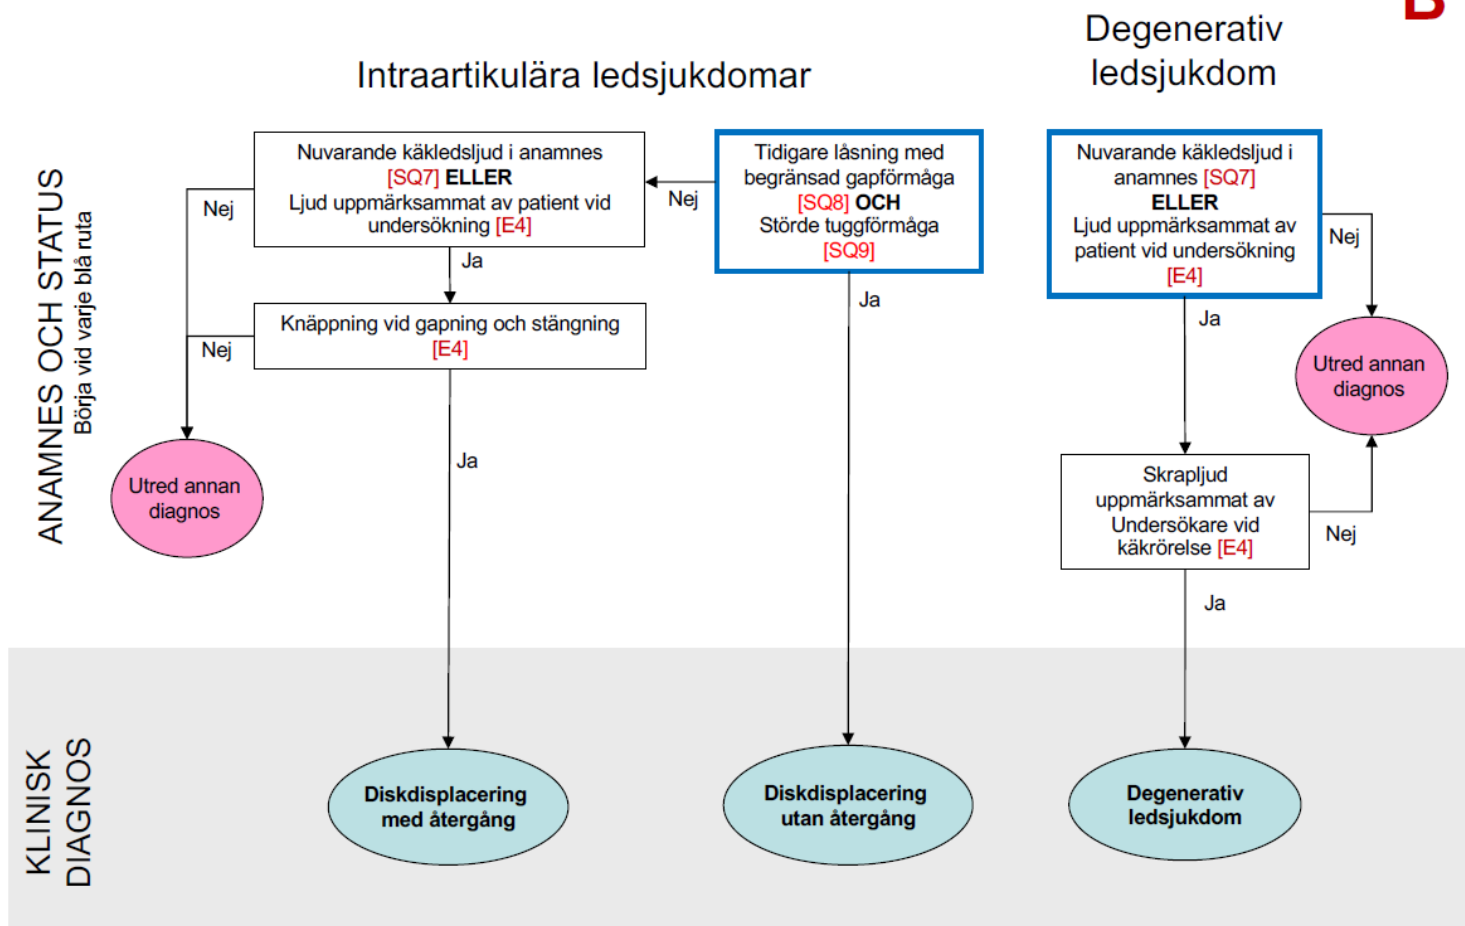 B
Degenerativ
ledsjukdom
Intraartikulära ledsjukdomar
ANAMNES OCH STATUS
Börja vid varje blå ruta
Nuvarande käkledsljud i anamnes
[SQ7] ELLER
Ljud uppmärksammat av patient vid
undersökning [E4]
Nej
Tidigare låsning med
begränsad gapförmåga
[SQ8] OCH
Störde tuggförmåga
[SQ9]
Nuvarande käkledsljud i
anamnes [SQ7]
ELLER
Ljud uppmärksammat av
patient vid undersökning
[E4]
Nej
Nej
Ja
Ja
Ja
Knäppning vid gapning och stängning
[E4]
Nej
Utred annan
diagnos
Ja
Utred annan
diagnos
Skrapljud
uppmärksammat av
Undersökare vid
käkrörelse [E4]
Nej
Ja
KLINISK
DIAGNOS
Diskdisplacering
med återgång
Diskdisplacering
utan återgång
Degenerativ
ledsjukdom